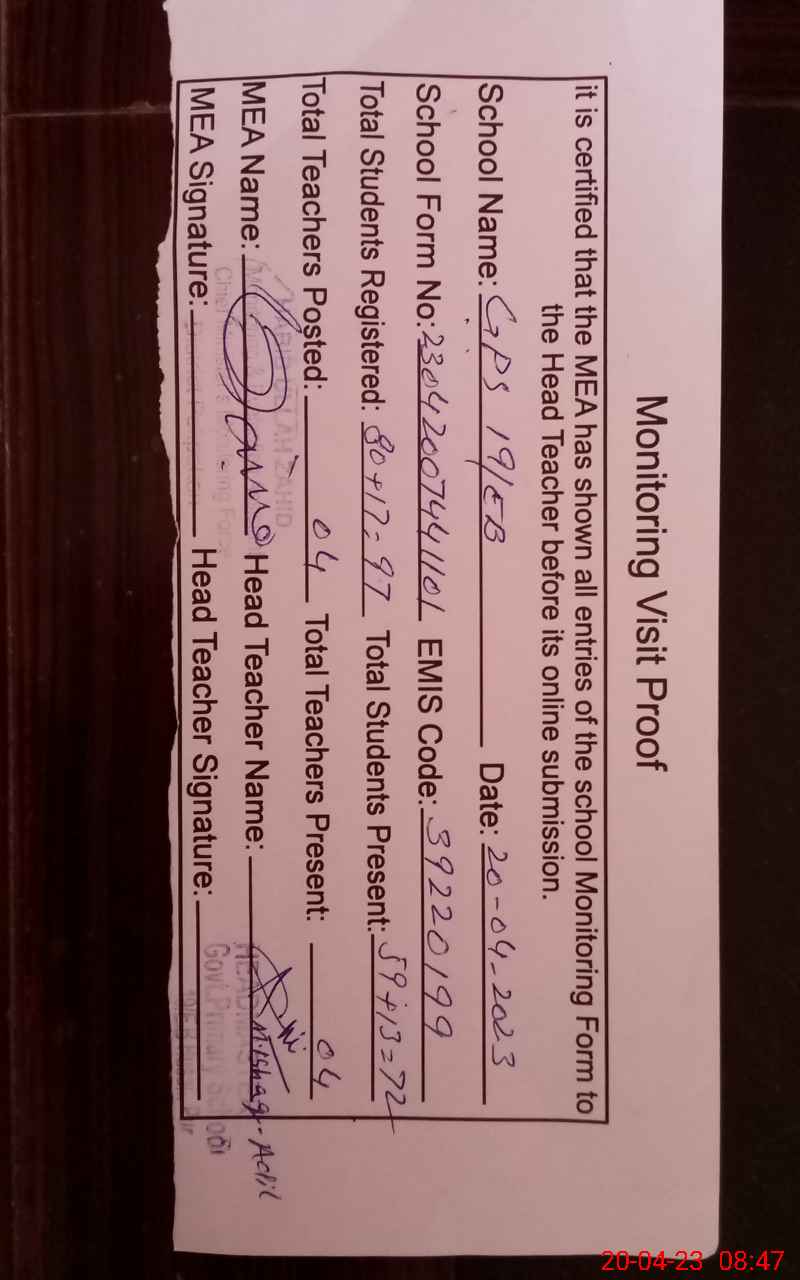 Monitoring Visit Proof
it is certified that the MEA has shown all entries of the school Monitoring Form to
the Head Teacher before its online submission.
School Name: GPS 19/EB Date: 20-04-2023
School Form No: 23042007441101 EMIS Code: 39220199
Total Students Registered: 80+17=97 Total Students Present: 59+13=72
Total Teachers Posted: 04 Total Teachers Present: 04
MEA Name: Head Teacher Name:
MEA Signature: Head Teacher Signature:
20-04-23 08:47